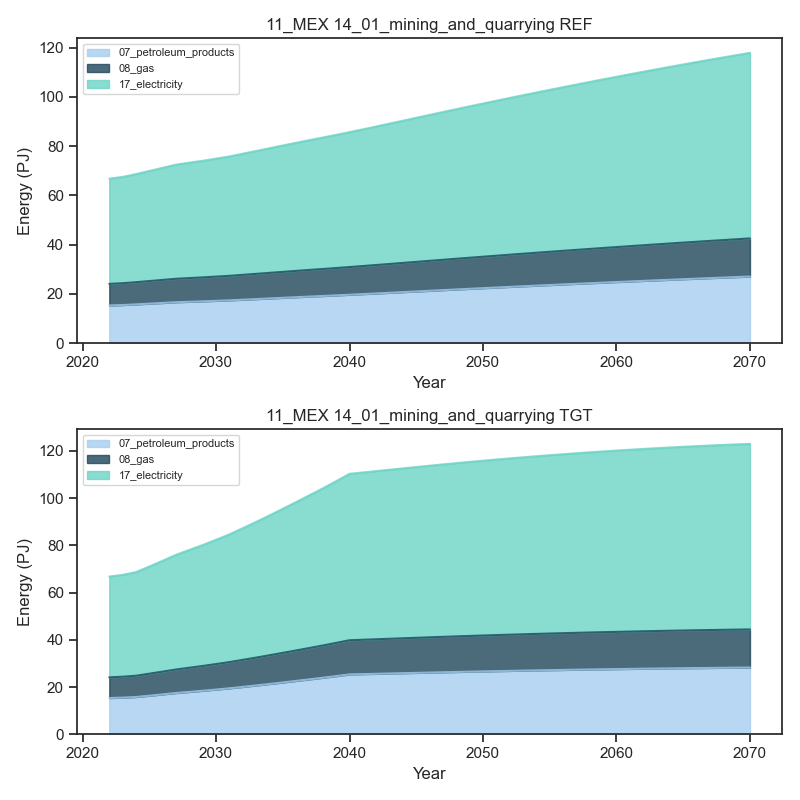 11_MEX 14_01_mining_and_quarrying REF
120
100
80
60
40
20
0
Energy (PJ)
07_petroleum_products
08_gas
17_electricity
2020 2030 2040 2050 2060 2070
Year
11_MEX 14_01_mining_and_quarrying TGT
120
100
80
60
40
20
0
Energy (PJ)
07_petroleum_products
08_gas
17_electricity
2020 2030 2040 2050 2060 2070
Year